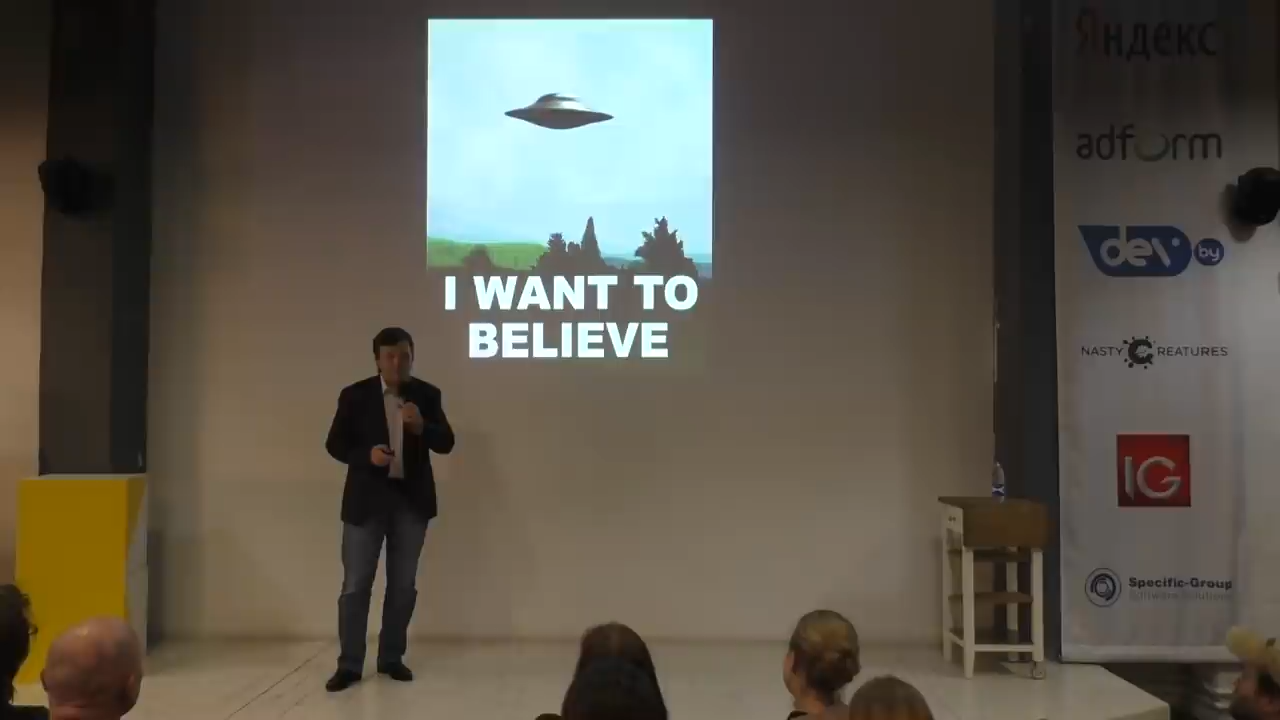 I WANT TO
BELIEVE
Яндекс
adform
dev by
NASTY CREATURES
IG
Specific-Group
Software Solutions